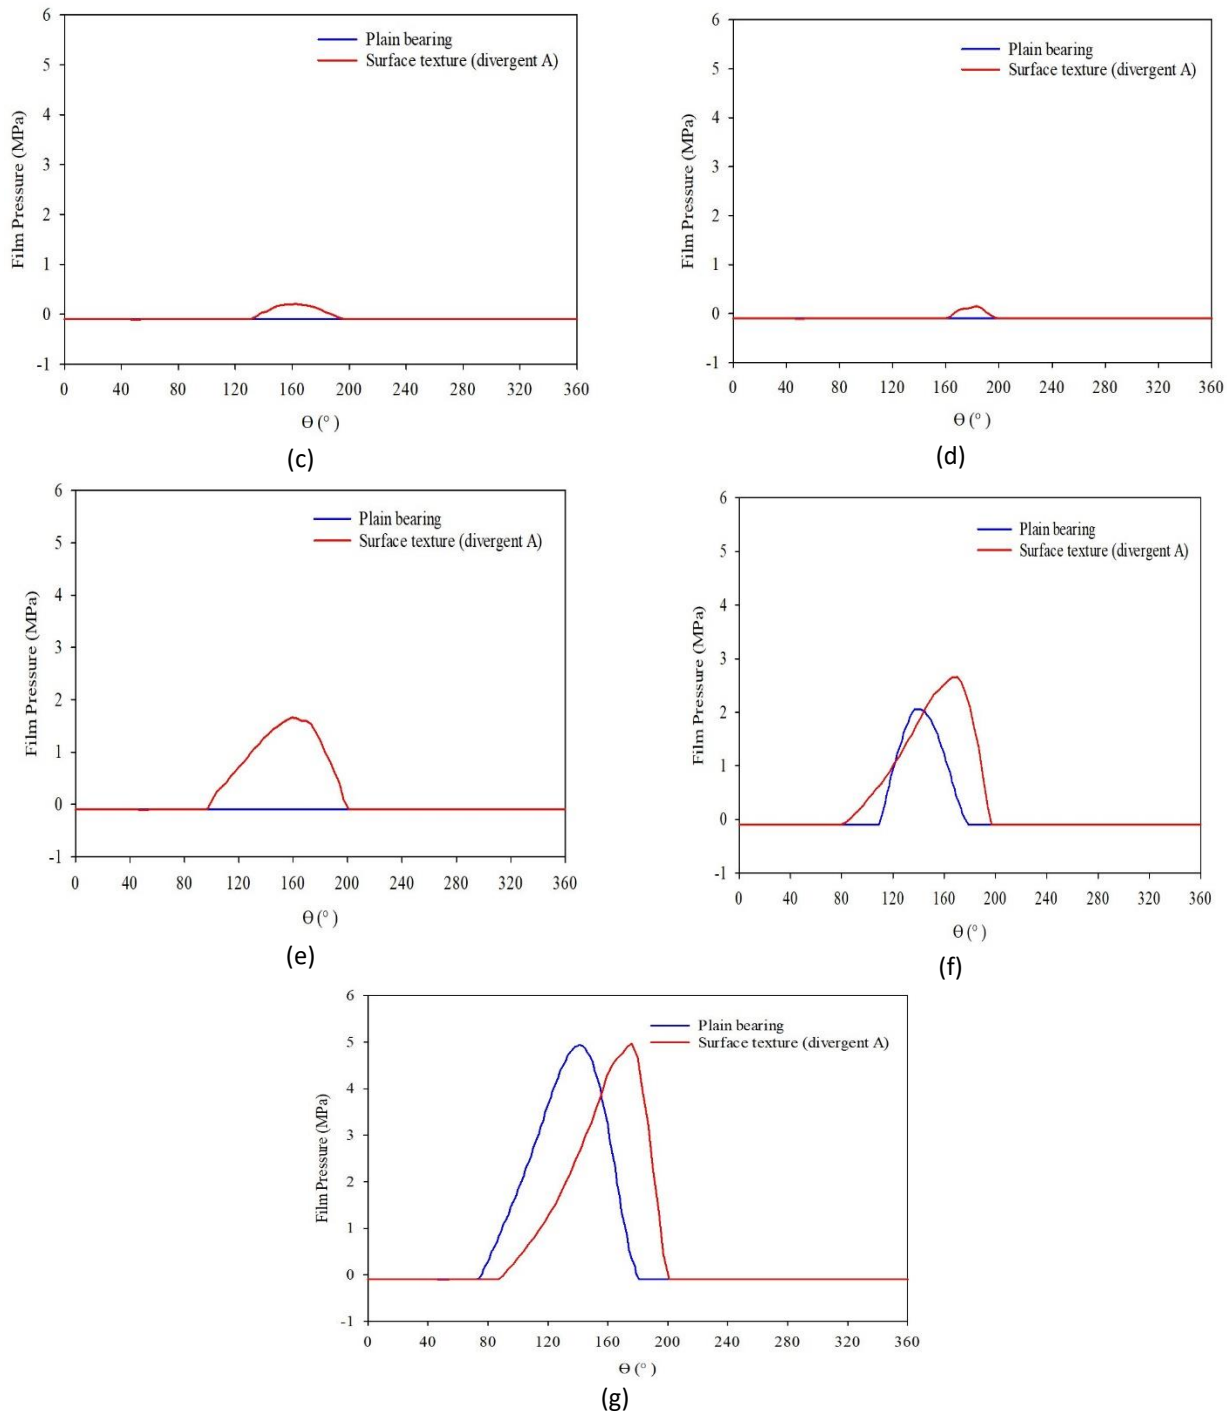 6
5
4
3
2
1
0
-1
Film Pressure (MPa)
Plain bearing
Surface texture (divergent A)
0 40 80 120 160 200 240 280 320 360
Θ (°)
(c)
6
5
4
3
2
1
0
-1
Film Pressure (MPa)
Plain bearing
Surface texture (divergent A)
0 40 80 120 160 200 240 280 320 360
Θ (°)
(d)
6
5
4
3
2
1
0
-1
Film Pressure (MPa)
Plain bearing
Surface texture (divergent A)
0 40 80 120 160 200 240 280 320 360
Θ (°)
(e)
6
5
4
3
2
1
0
-1
Film Pressure (MPa)
Plain bearing
Surface texture (divergent A)
0 40 80 120 160 200 240 280 320 360
Θ (°)
(f)
6
5
4
3
2
1
0
-1
Film Pressure (MPa)
Plain bearing
Surface texture (divergent A)
0 40 80 120 160 200 240 280 320 360
Θ (°)
(g)